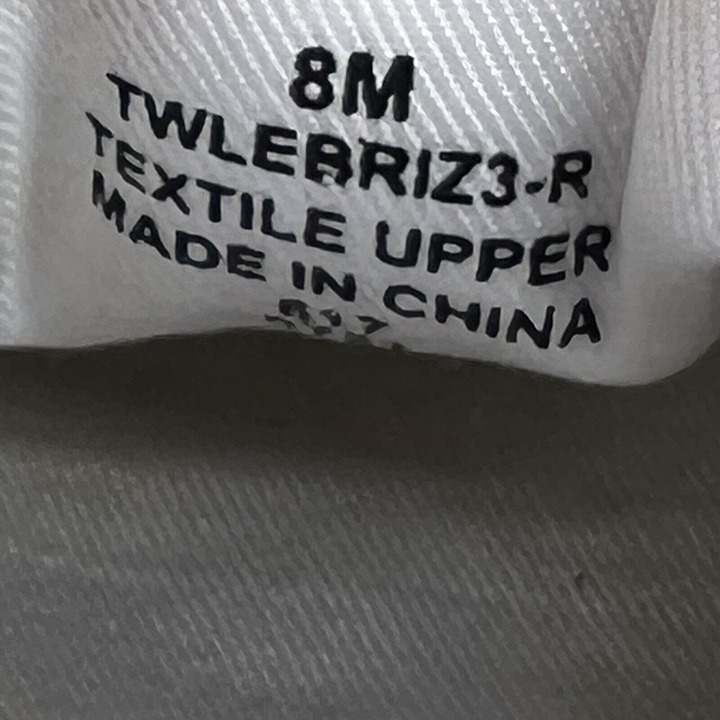 8M
TWLEBRIZ3-R
TEXTILE UPPER
MADE IN CHINA